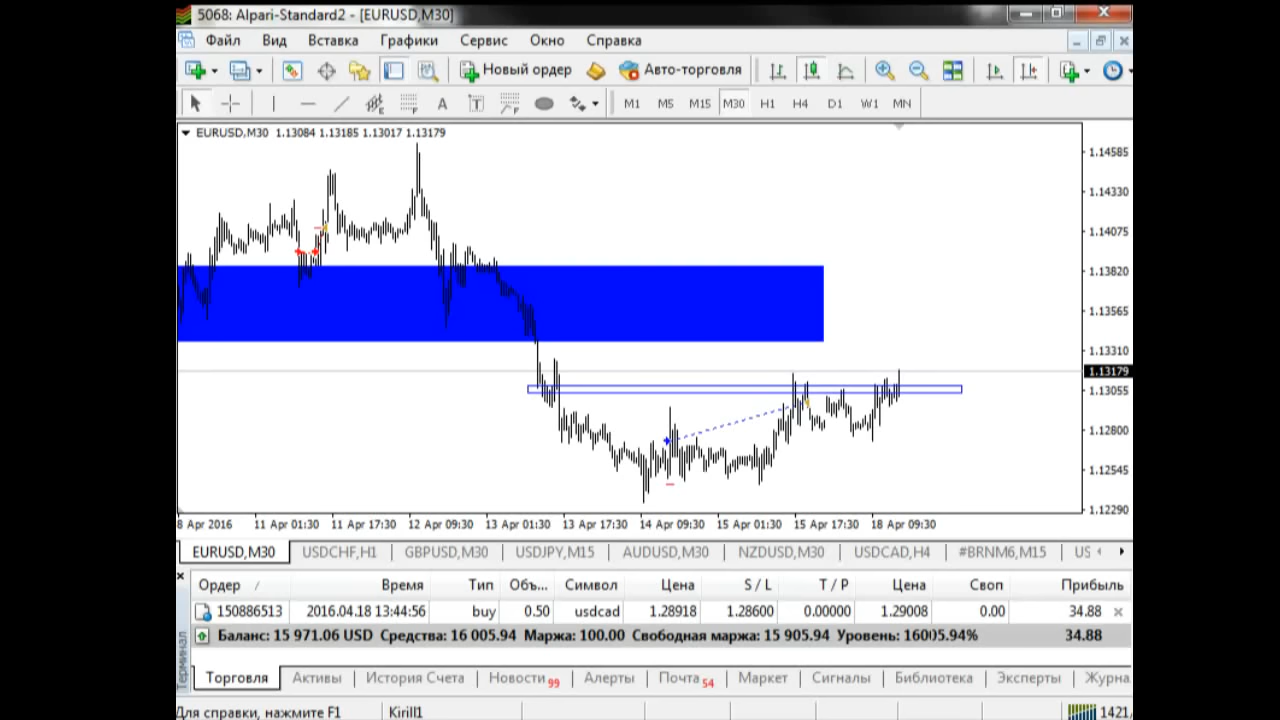 5068: Alpari-Standard2 - [EURUSD,M30]
Файл Вид Вставка Графики Сервис Окно Справка
Новый ордер Авто-торговля
A T M1 M5 M15 M30 H1 H4 D1 W1 MN
EURUSD,M30 1.13084 1.13185 1.13017 1.13179
1.14585
1.14330
1.14075
1.13820
1.13565
1.13310
1.13179
1.13055
1.12800
1.12545
1.12290
8 Apr 2016 11 Apr 01:30 11 Apr 17:30 12 Apr 09:30 13 Apr 01:30 13 Apr 17:30 14 Apr 09:30 15 Apr 01:30 15 Apr 17:30 18 Apr 09:30
EURUSD,M30 USDCHF,H1 GBPUSD,M30 USDJPY,M15 AUDUSD,M30 NZDUSD,M30 USDCAD,H4 #BRNM6,M15 US
Ордер / Время Тип Объ... Символ Цена S / L T / P Цена Своп Прибыль
150886513 2016.04.18 13:44:56 buy 0.50 usdcad 1.28918 1.28600 0.00000 1.29008 0.00 34.88
Баланс: 15 971.06 USD Средства: 16 005.94 Маржа: 100.00 Свободная маржа: 15 905.94 Уровень: 16005.94% 34.88
Терминал
Торговля Активы История Счета Новости 99 Алерты Почта 54 Маркет Сигналы Библиотека Эксперты Журна
Для справки, нажмите F1 Kirill1 1421/